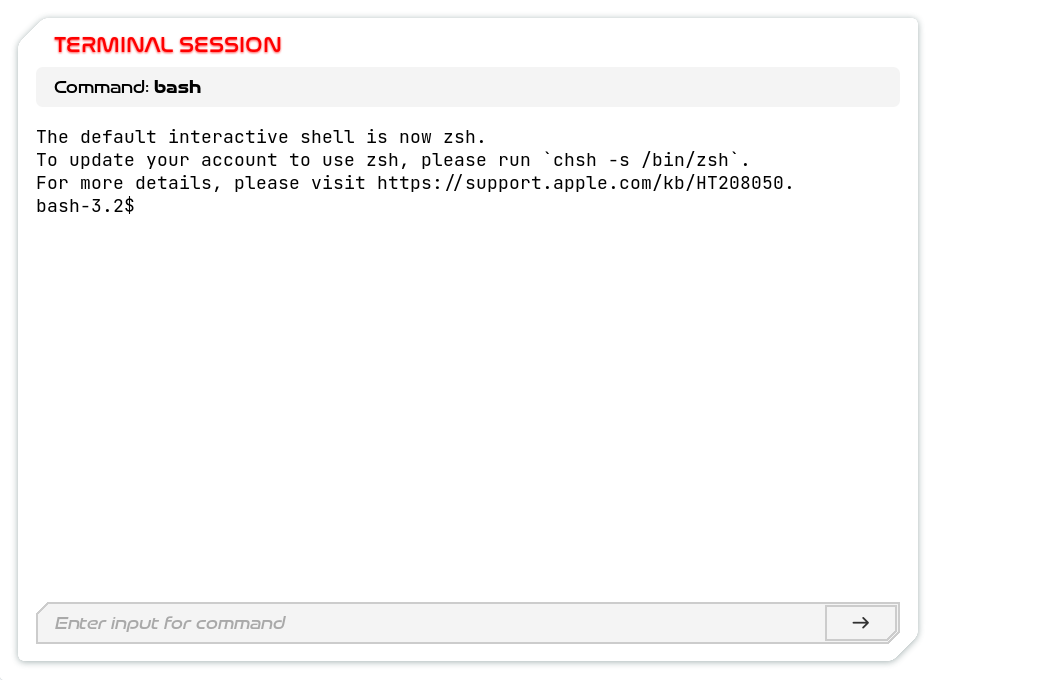 TERMINAL SESSION
Command: bash
The default interactive shell is now zsh.
To update your account to use zsh, please run `chsh -s /bin/zsh`.
For more details, please visit https://support.apple.com/kb/HT208050.
bash-3.2$
Enter input for command
→